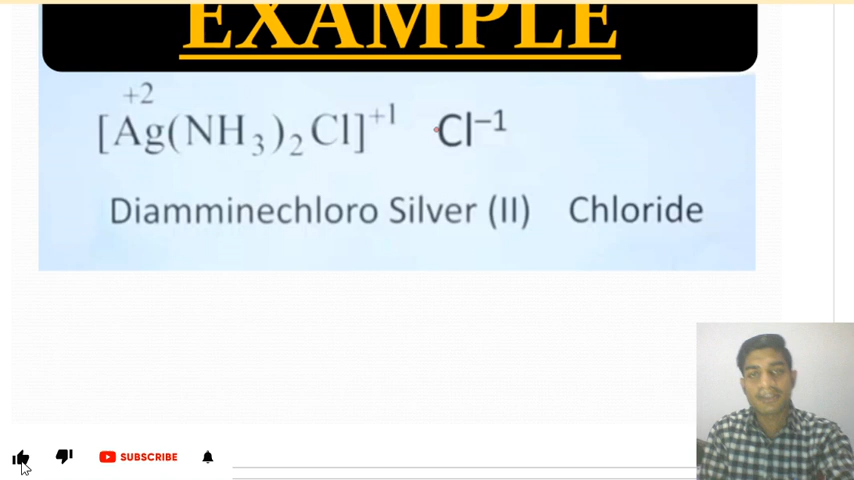 EXAMPLE
+2
[Ag(NH₃)₂Cl]⁺¹ Cl⁻¹
Diamminechloro Silver (II) Chloride
SUBSCRIBE